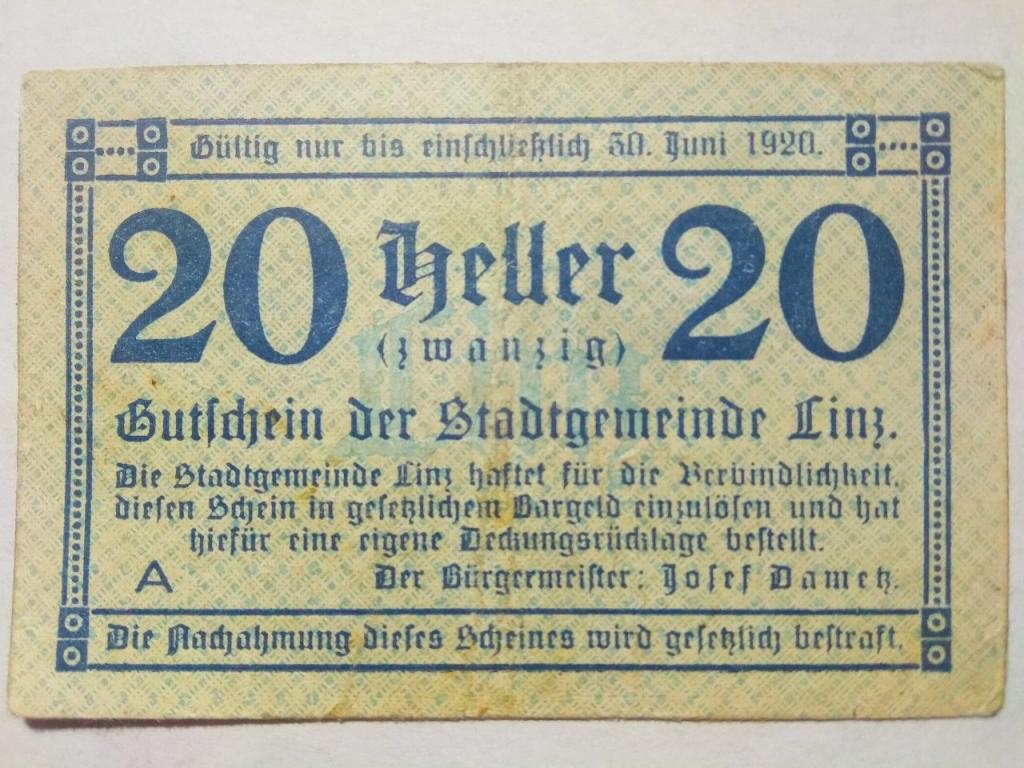 Gültig nur bis einschließlich 30. Juni 1920.
20 Heller 20
(zwanzig)
Gutschein der Stadtgemeinde Linz.
Die Stadtgemeinde Linz haftet für die Verbindlichkeit,
diesen Schein in gesetzlichem Bargeld einzulösen und hat
hiefür eine eigene Deckungsrücklage bestellt.
A Der Bürgermeister: Josef Dametz.
Die Nachahmung dieses Scheines wird gesetzlich bestraft.
Linz